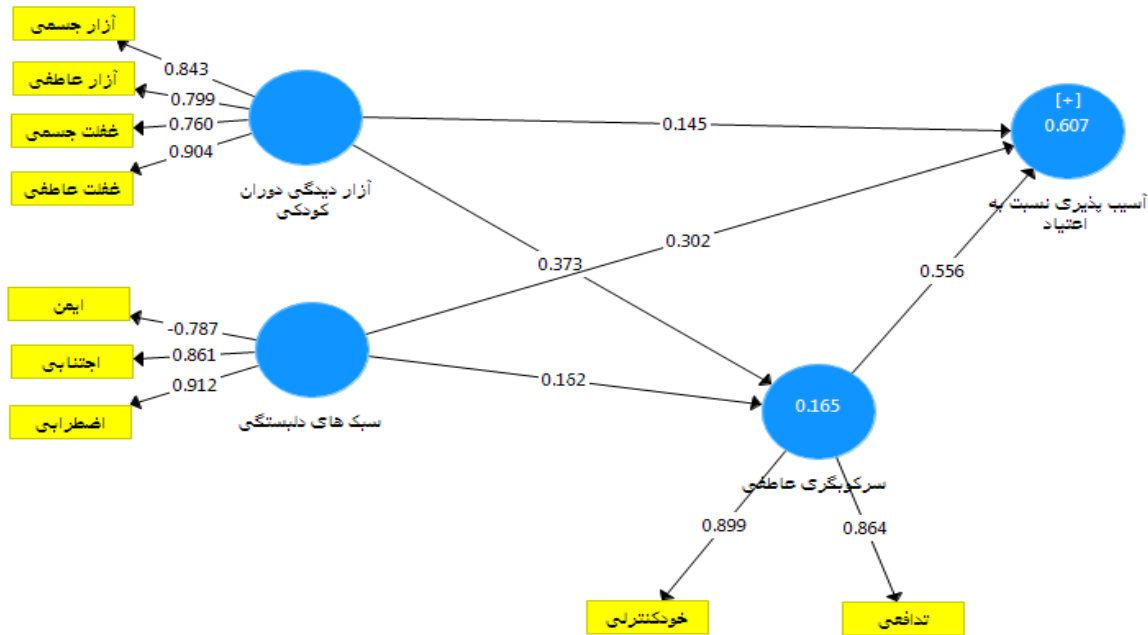 آزار جسمی
0.843
آزار عاطفی
0.799
غفلت جسمی
0.760
غفلت عاطفی
0.904
آزار دیدگی دوران
کودکی
0.145
[+]
0.607
آسیب پذیری نسبت به
اعتیاد
0.302
0.373
0.556
ایمن
-0.787
اجتنابی
0.861
اضطرابی
0.912
سبک های دلبستگی
0.162
0.165
سرکوبگری عاطفی
0.899
0.864
خودکنترلی
تدافعی